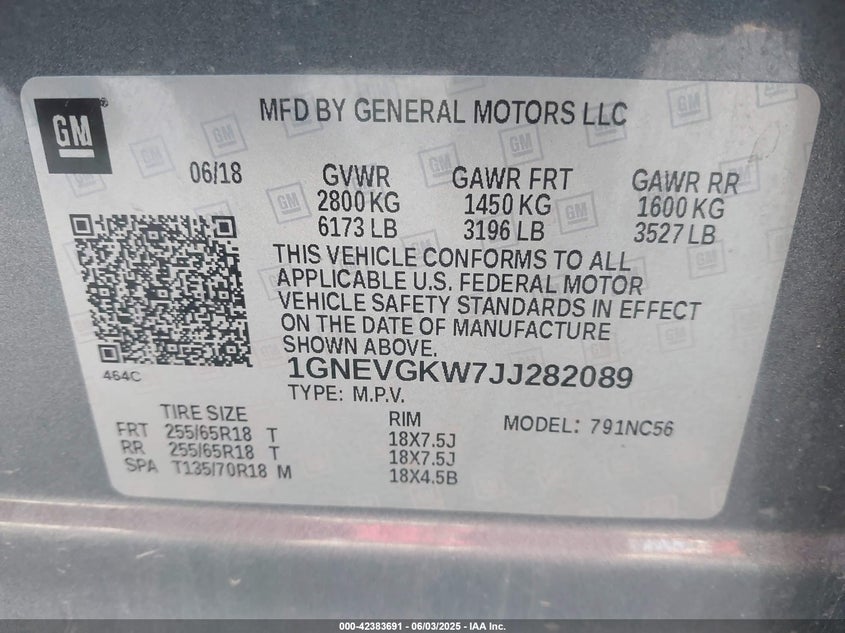 GM
MFD BY GENERAL MOTORS LLC
06/18
GVWR
2800 KG
6173 LB
GAWR FRT
1450 KG
3196 LB
GAWR RR
1600 KG
3527 LB
THIS VEHICLE CONFORMS TO ALL
APPLICABLE U.S. FEDERAL MOTOR
VEHICLE SAFETY STANDARDS IN EFFECT
ON THE DATE OF MANUFACTURE
SHOWN ABOVE.
464C
1GNEVGKW7JJ282089
TYPE: M.P.V.
TIRE SIZE
RIM
MODEL: 791NC56
FRT 255/65R18 T 18X7.5J
RR 255/65R18 T 18X7.5J
SPA T135/70R18 M 18X4.5B
000-42383691 - 06/03/2025 - IAA Inc.